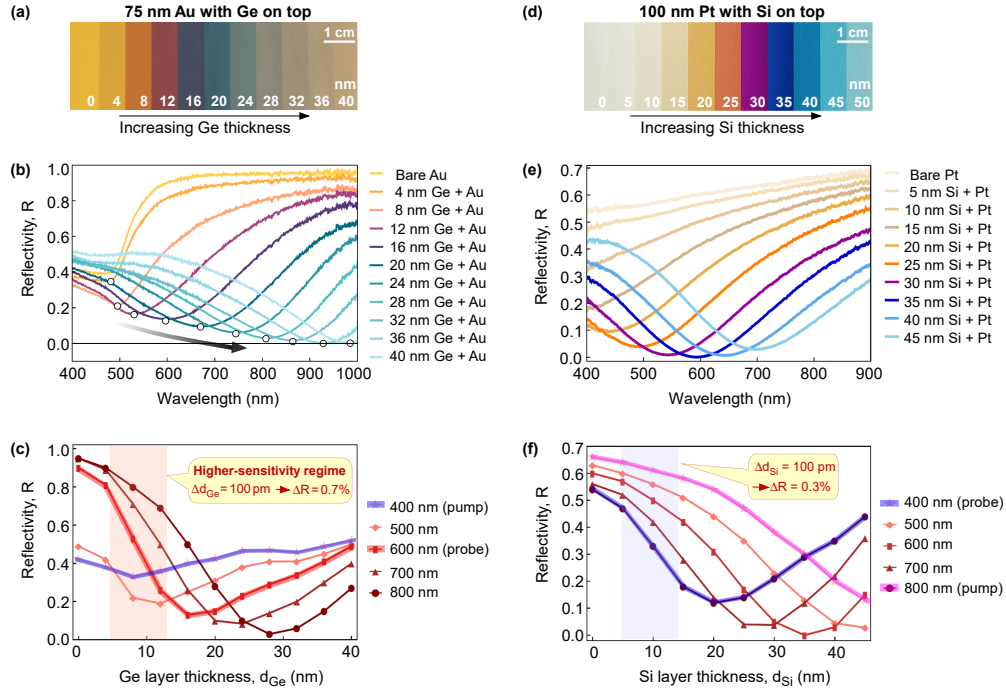 (a)
75 nm Au with Ge on top
1 cm
nm
0 4 8 12 16 20 24 28 32 36 40
Increasing Ge thickness
(d)
100 nm Pt with Si on top
1 cm
nm
0 5 10 15 20 25 30 35 40 45 50
Increasing Si thickness
(b)
Reflectivity, R
1.0
0.8
0.6
0.4
0.2
0.0
400 500 600 700 800 900 1000
Wavelength (nm)
Bare Au
4 nm Ge + Au
8 nm Ge + Au
12 nm Ge + Au
16 nm Ge + Au
20 nm Ge + Au
24 nm Ge + Au
28 nm Ge + Au
32 nm Ge + Au
36 nm Ge + Au
40 nm Ge + Au
(e)
Reflectivity, R
0.7
0.6
0.5
0.4
0.3
0.2
0.1
0.0
400 500 600 700 800 900
Wavelength (nm)
Bare Pt
5 nm Si + Pt
10 nm Si + Pt
15 nm Si + Pt
20 nm Si + Pt
25 nm Si + Pt
30 nm Si + Pt
35 nm Si + Pt
40 nm Si + Pt
45 nm Si + Pt
(c)
Reflectivity, R
1.0
0.8
0.6
0.4
0.2
0.0
0 10 20 30 40
Ge layer thickness, dGe (nm)
Higher-sensitivity regime
ΔdGe = 100 pm → ΔR = 0.7%
400 nm (pump)
500 nm
600 nm (probe)
700 nm
800 nm
(f)
Reflectivity, R
0.7
0.6
0.5
0.4
0.3
0.2
0.1
0.0
0 10 20 30 40
Si layer thickness, dSi (nm)
ΔdSi = 100 pm
→ ΔR = 0.3%
400 nm (probe)
500 nm
600 nm
700 nm
800 nm (pump)